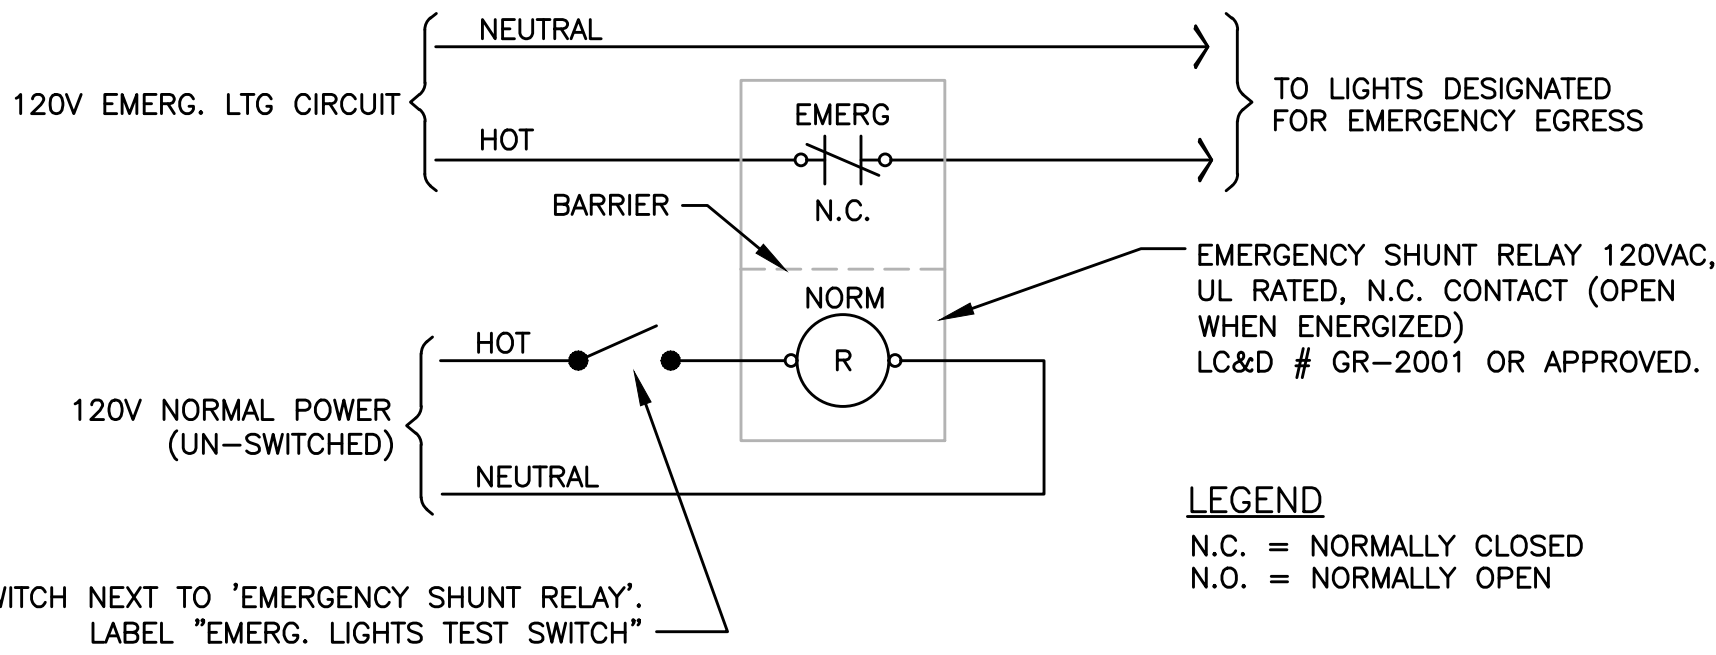 NEUTRAL
120V EMERG. LTG CIRCUIT
HOT
EMERG
N.C.
TO LIGHTS DESIGNATED
FOR EMERGENCY EGRESS
BARRIER
NORM
R
EMERGENCY SHUNT RELAY 120VAC,
UL RATED, N.C. CONTACT (OPEN
WHEN ENERGIZED)
LC&D # GR-2001 OR APPROVED.
HOT
120V NORMAL POWER
(UN-SWITCHED)
NEUTRAL
LEGEND
N.C. = NORMALLY CLOSED
N.O. = NORMALLY OPEN
NEXT TO 'EMERGENCY SHUNT RELAY'.
LABEL "EMERG. LIGHTS TEST SWITCH"